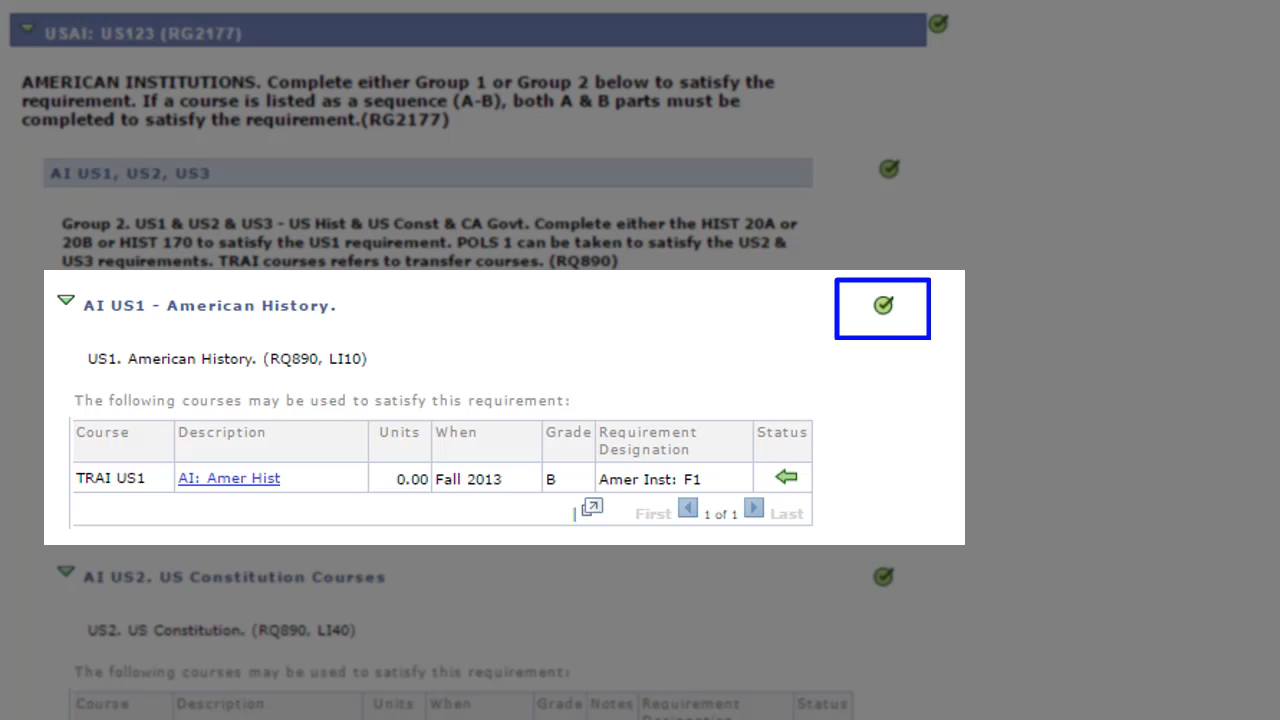 USAI: US123 (RG2177)
AMERICAN INSTITUTIONS. Complete either Group 1 or Group 2 below to satisfy the
requirement. If a course is listed as a sequence (A-B), both A & B parts must be
completed to satisfy the requirement.(RG2177)
AI US1, US2, US3
Group 2. US1 & US2 & US3 - US Hist & US Const & CA Govt. Complete either the HIST 20A or
20B or HIST 170 to satisfy the US1 requirement. POLS 1 can be taken to satisfy the US2 &
US3 requirements. TRAI courses refers to transfer courses. (RQ890)
AI US1 - American History.
US1. American History. (RQ890, LI10)
The following courses may be used to satisfy this requirement:
Course Description Units When Grade Requirement Designation Status
TRAI US1 AI: Amer Hist 0.00 Fall 2013 B Amer Inst: F1
First 1 of 1 Last
AI US2. US Constitution Courses
US2. US Constitution. (RQ890, LI40)
The following courses may be used to satisfy this requirement:
Course Description Units When Grade Notes Requirement Status